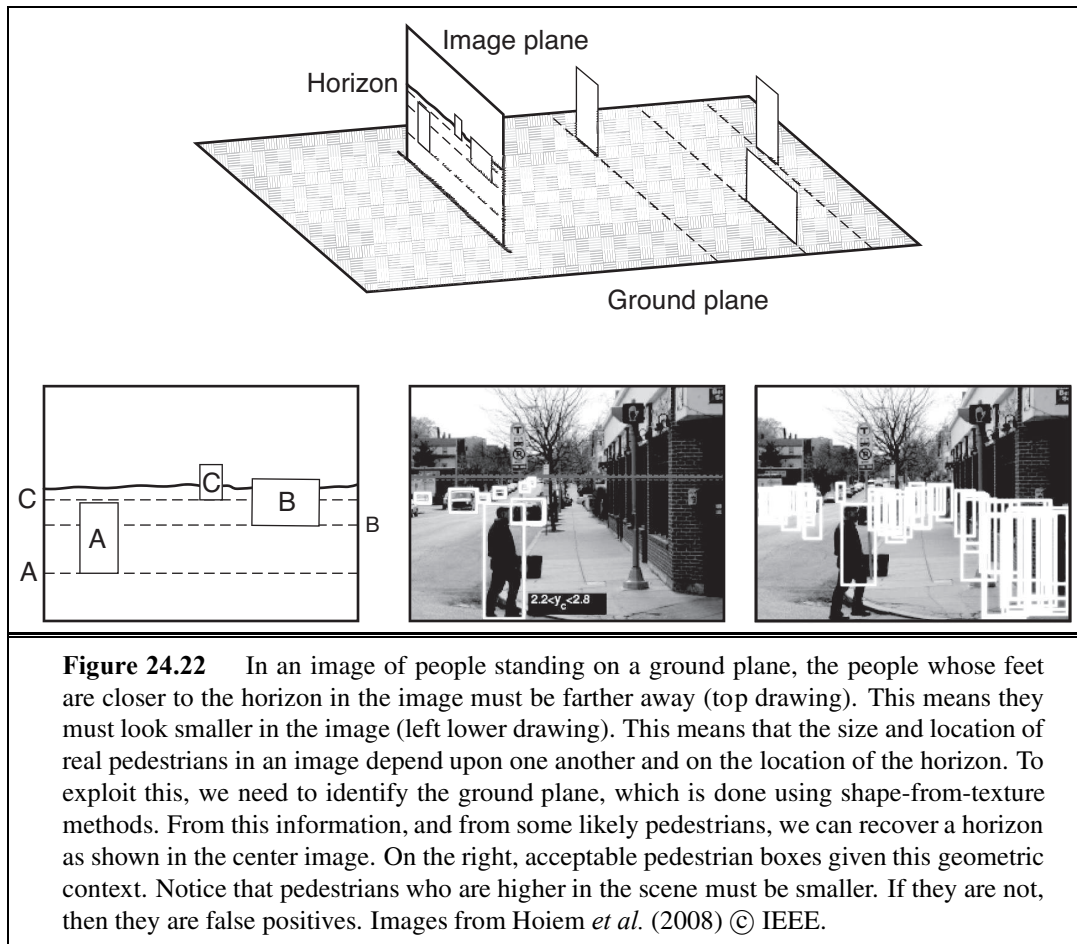 Image plane
Horizon
Ground plane
C
C
B
B
A
A
2.2<y_c<2.8
Figure 24.22 In an image of people standing on a ground plane, the people whose feet
are closer to the horizon in the image must be farther away (top drawing). This means they
must look smaller in the image (left lower drawing). This means that the size and location of
real pedestrians in an image depend upon one another and on the location of the horizon. To
exploit this, we need to identify the ground plane, which is done using shape-from-texture
methods. From this information, and from some likely pedestrians, we can recover a horizon
as shown in the center image. On the right, acceptable pedestrian boxes given this geometric
context. Notice that pedestrians who are higher in the scene must be smaller. If they are not,
then they are false positives. Images from Hoiem et al. (2008) © IEEE.